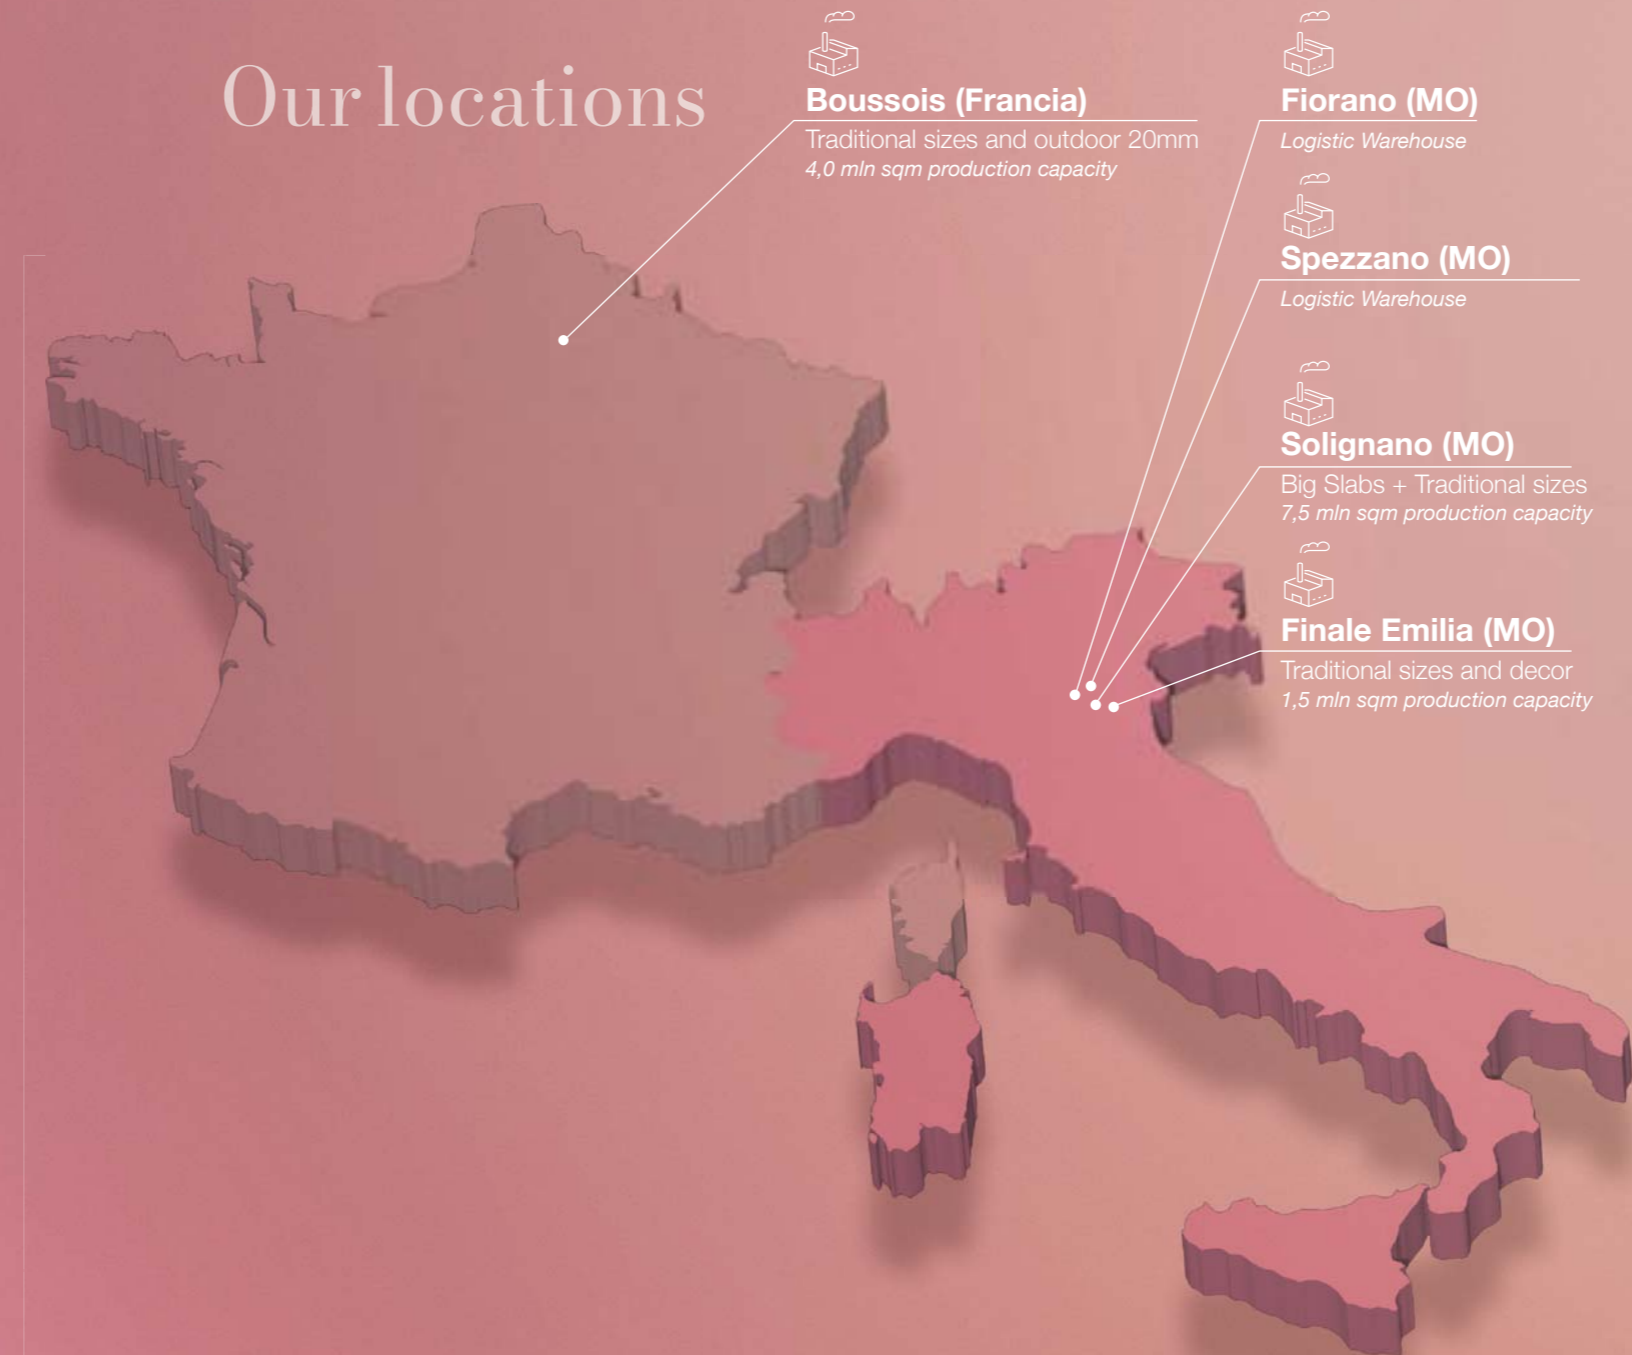 Our locations
Boussois (Francia)
Traditional sizes and outdoor 20mm
4,0 mln sqm production capacity
Fiorano (MO)
Logistic Warehouse
Spezzano (MO)
Logistic Warehouse
Solignano (MO)
Big Slabs + Traditional sizes
7,5 mln sqm production capacity
Finale Emilia (MO)
Traditional sizes and decor
1,5 mln sqm production capacity